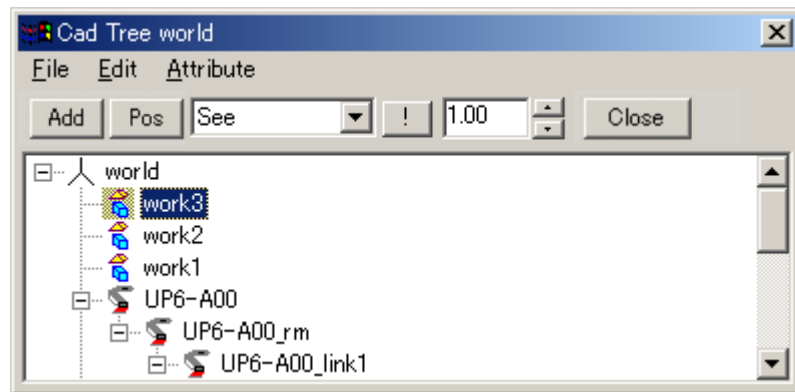 Cad Tree world
File Edit Attribute
Add Pos See ! 1.00 Close
world
work3
work2
work1
UP6-A00
UP6-A00_rm
UP6-A00_link1